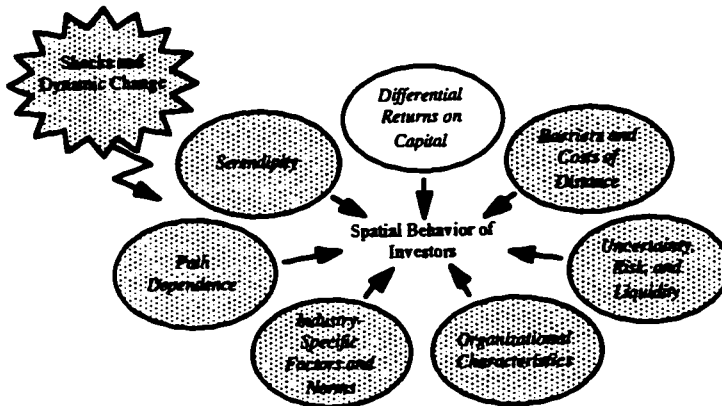 Shocks and
Dynamic Change
Differential
Returns on
Capital
Serendipity
Barriers and
Costs of
Distance
Spatial Behavior of
Investors
Path
Dependence
Uncertainty
Risk, and
Liquidity
Industry-
Specific
Factors and
Norms
Organizational
Characteristics